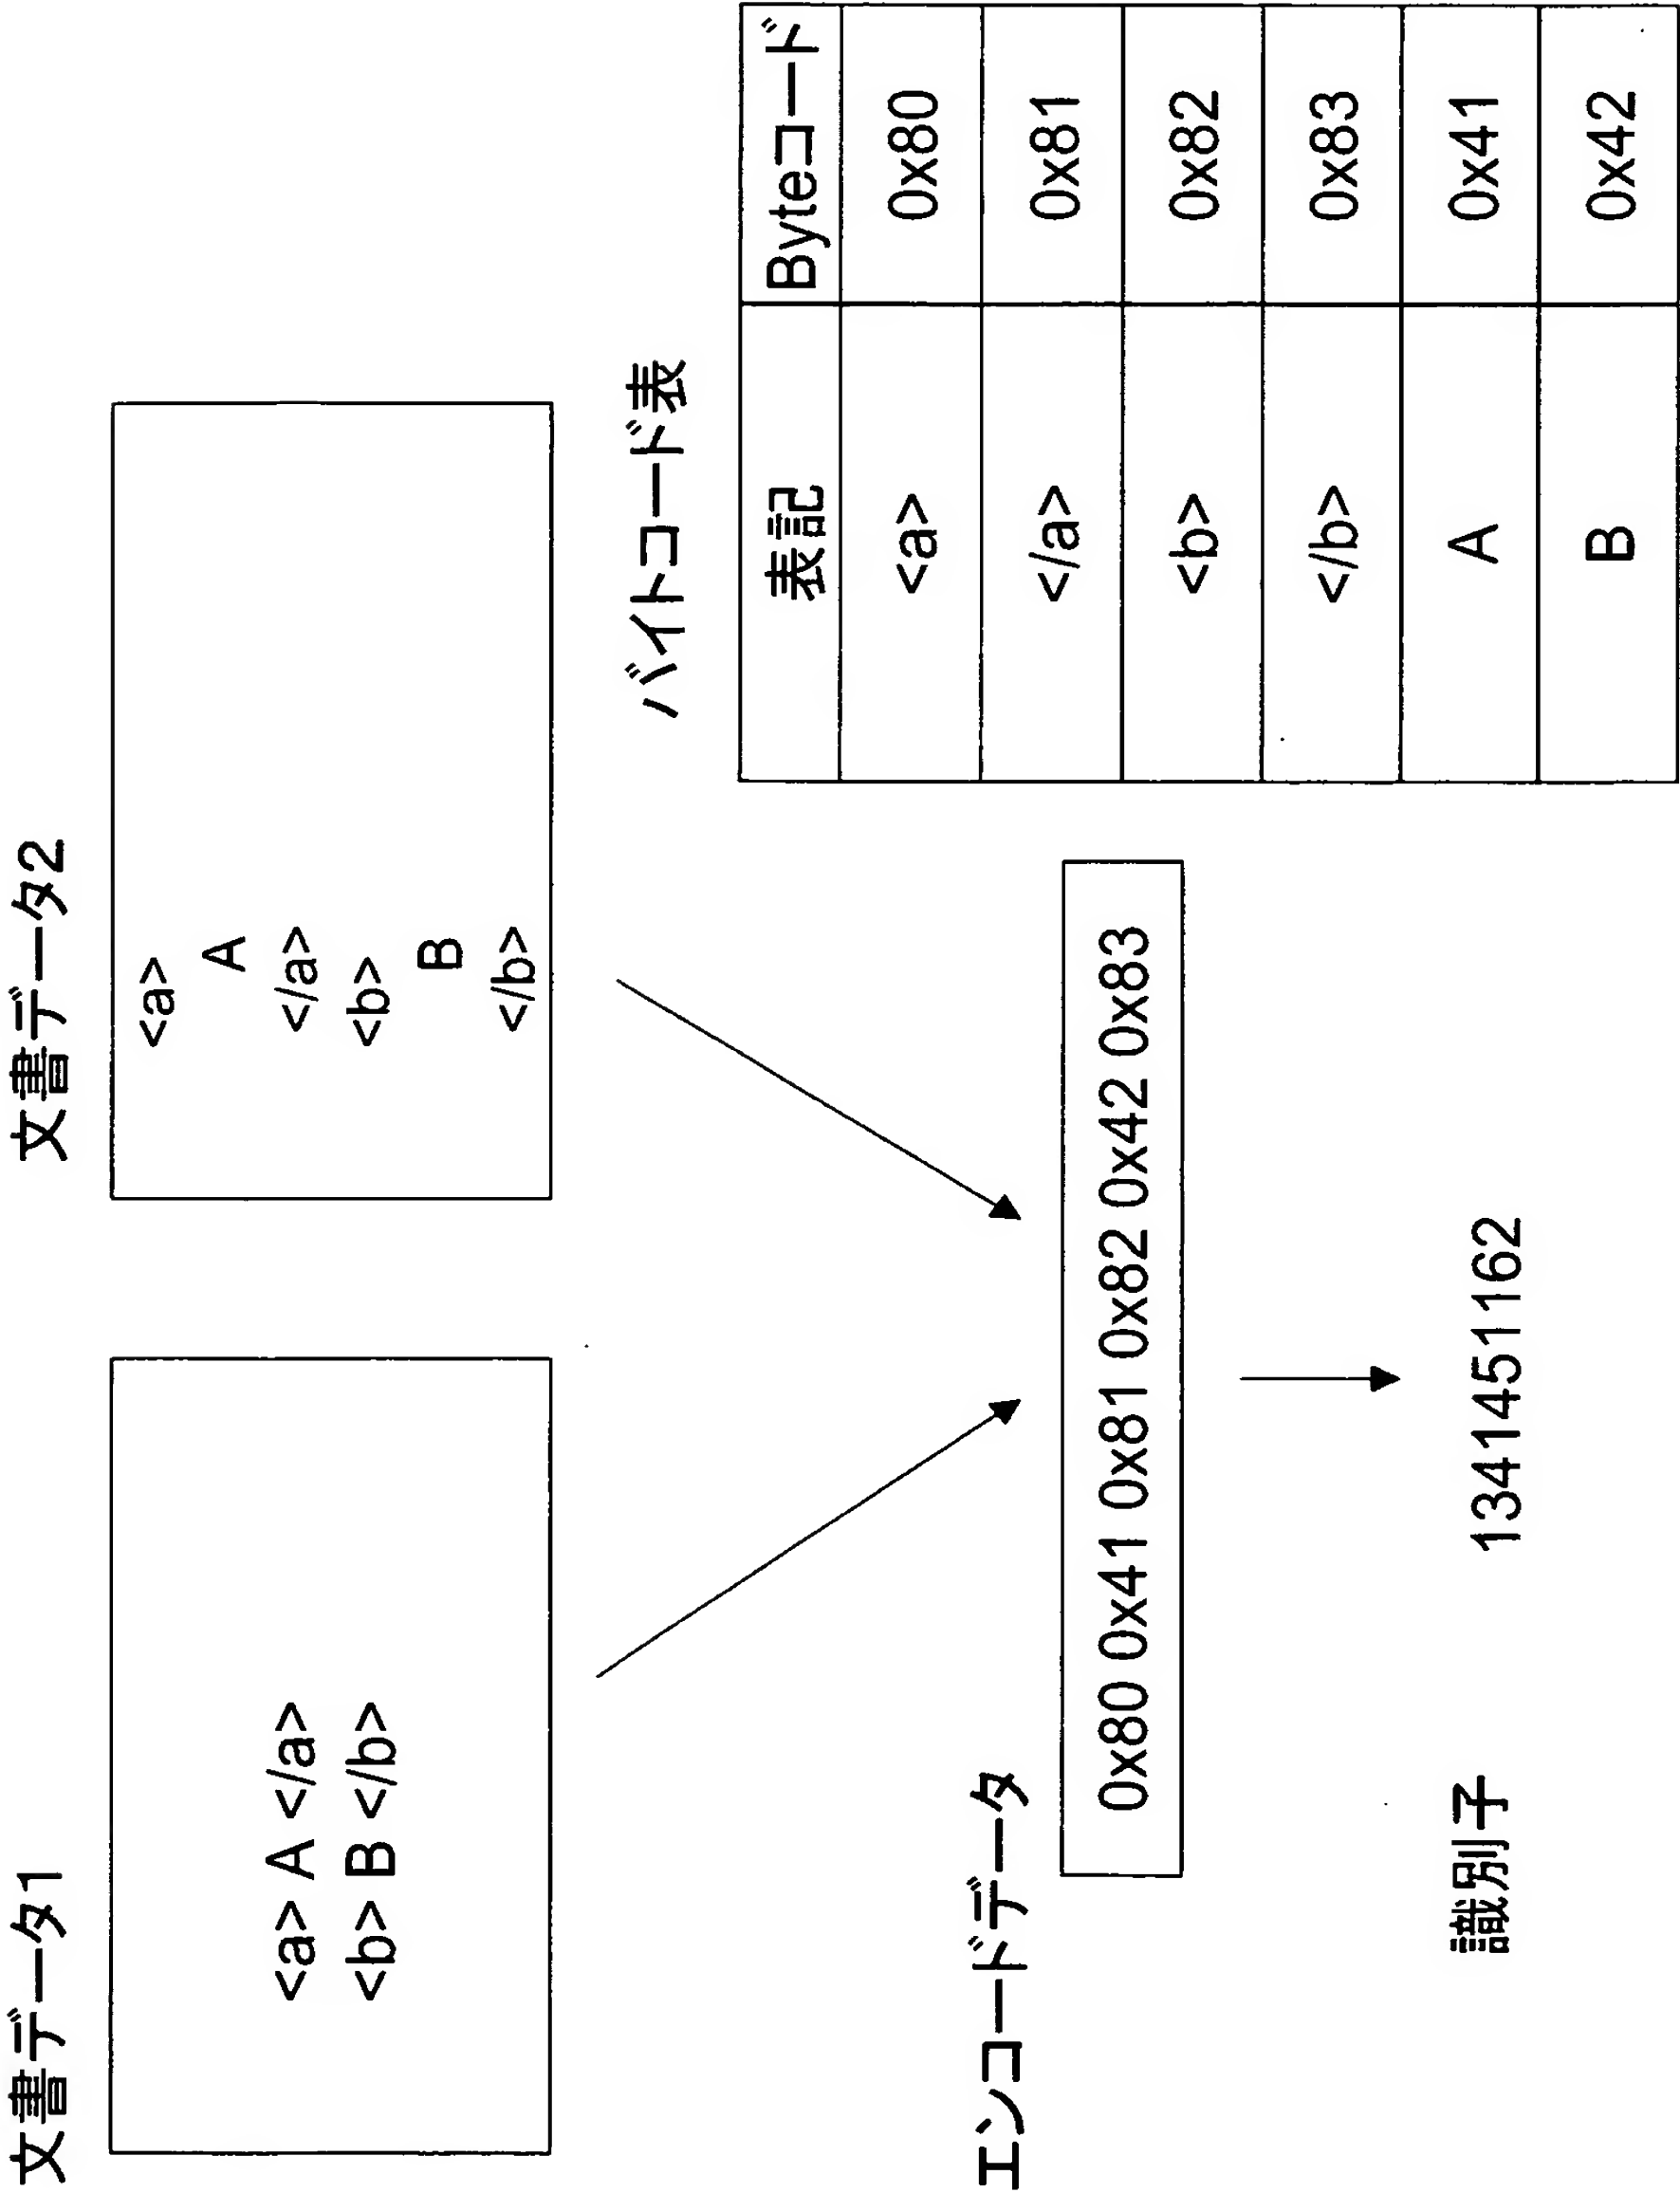 文書データ1
<a> A </a>
<b> B </b>
文書データ2
<a>
A
</a>
<b>
B
</b>
エンコードデータ
0x80 0x41 0x81 0x82 0x42 0x83
識別子
1341451162
バイトコード表
表記 Byteコード
<a> 0x80
</a> 0x81
<b> 0x82
</b> 0x83
A 0x41
B 0x42